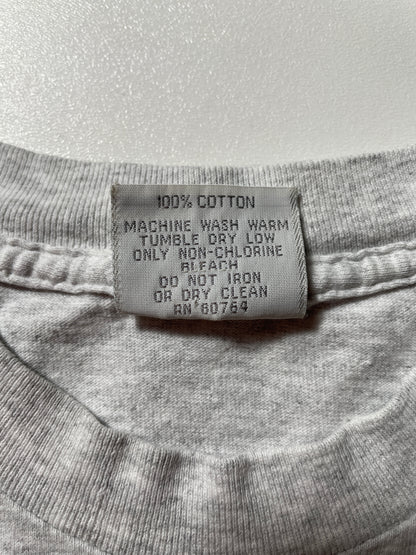 100% COTTON
MACHINE WASH WARM
TUMBLE DRY LOW
ONLY NON-CHLORINE
BLEACH
DO NOT IRON
OR DRY CLEAN
RN 80764